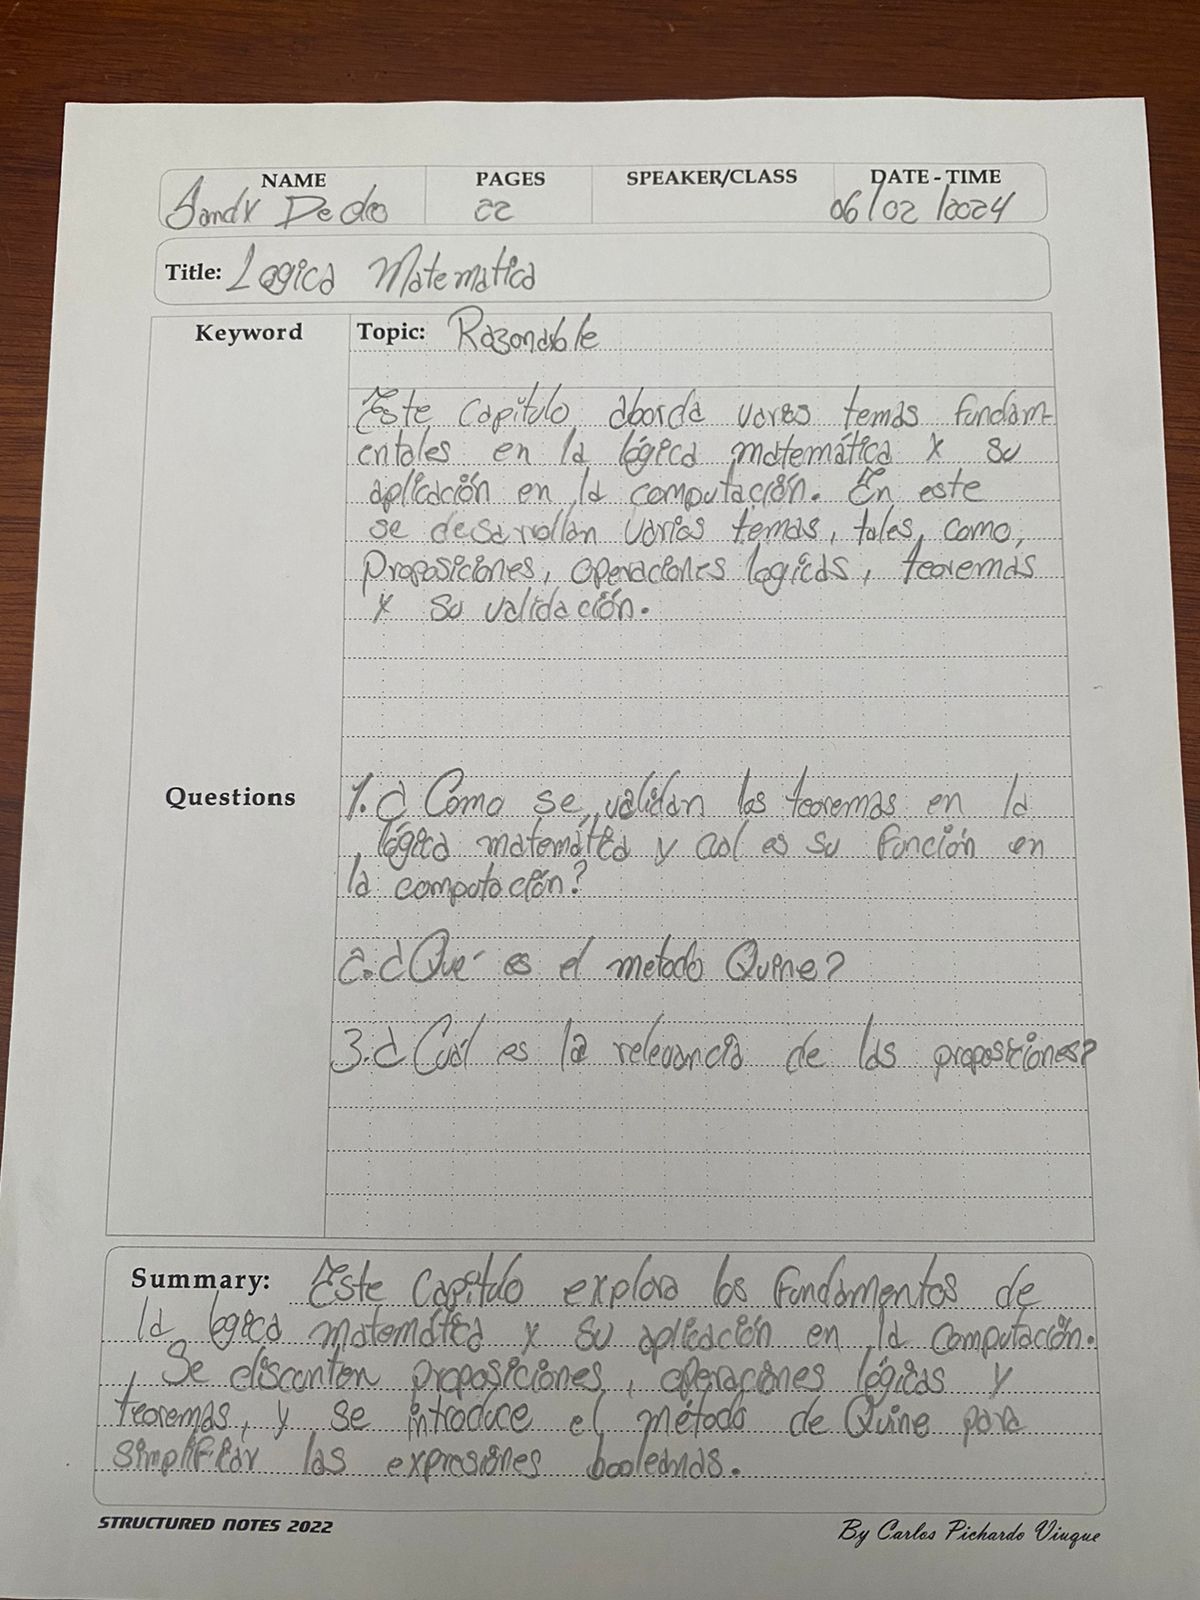 NAME PAGES SPEAKER/CLASS DATE-TIME
Sandy De 22 06/02/2024
Title: Logica Matematica
Keyword Topic: Razonable
Este Capitulo aborda varios temas fundam-
entales en la lógica matemática y su
aplicación en la computación. En este
se desarrollan varios temas, tales, como,
Proposiciones, operaciones logicas, teoremas
y su validación.
Questions 1. ¿Como se validan los teoremas en la
lógica matemática y cual es su función en
la computación?
2. ¿Qué es el metodo Quine?
3. ¿Cuál es la relevancia de las proposiciones?
Summary: Este Capitulo explora los fundamentos de
la logica matemática y su aplicación en la computación.
Se proposiciones, operaciones lógicas y
teoremas, y se introduce el método de Quine para
simplificar las expresiones booleanas.
STRUCTURED NOTES 2022 By Carlos Pichardo Viuque